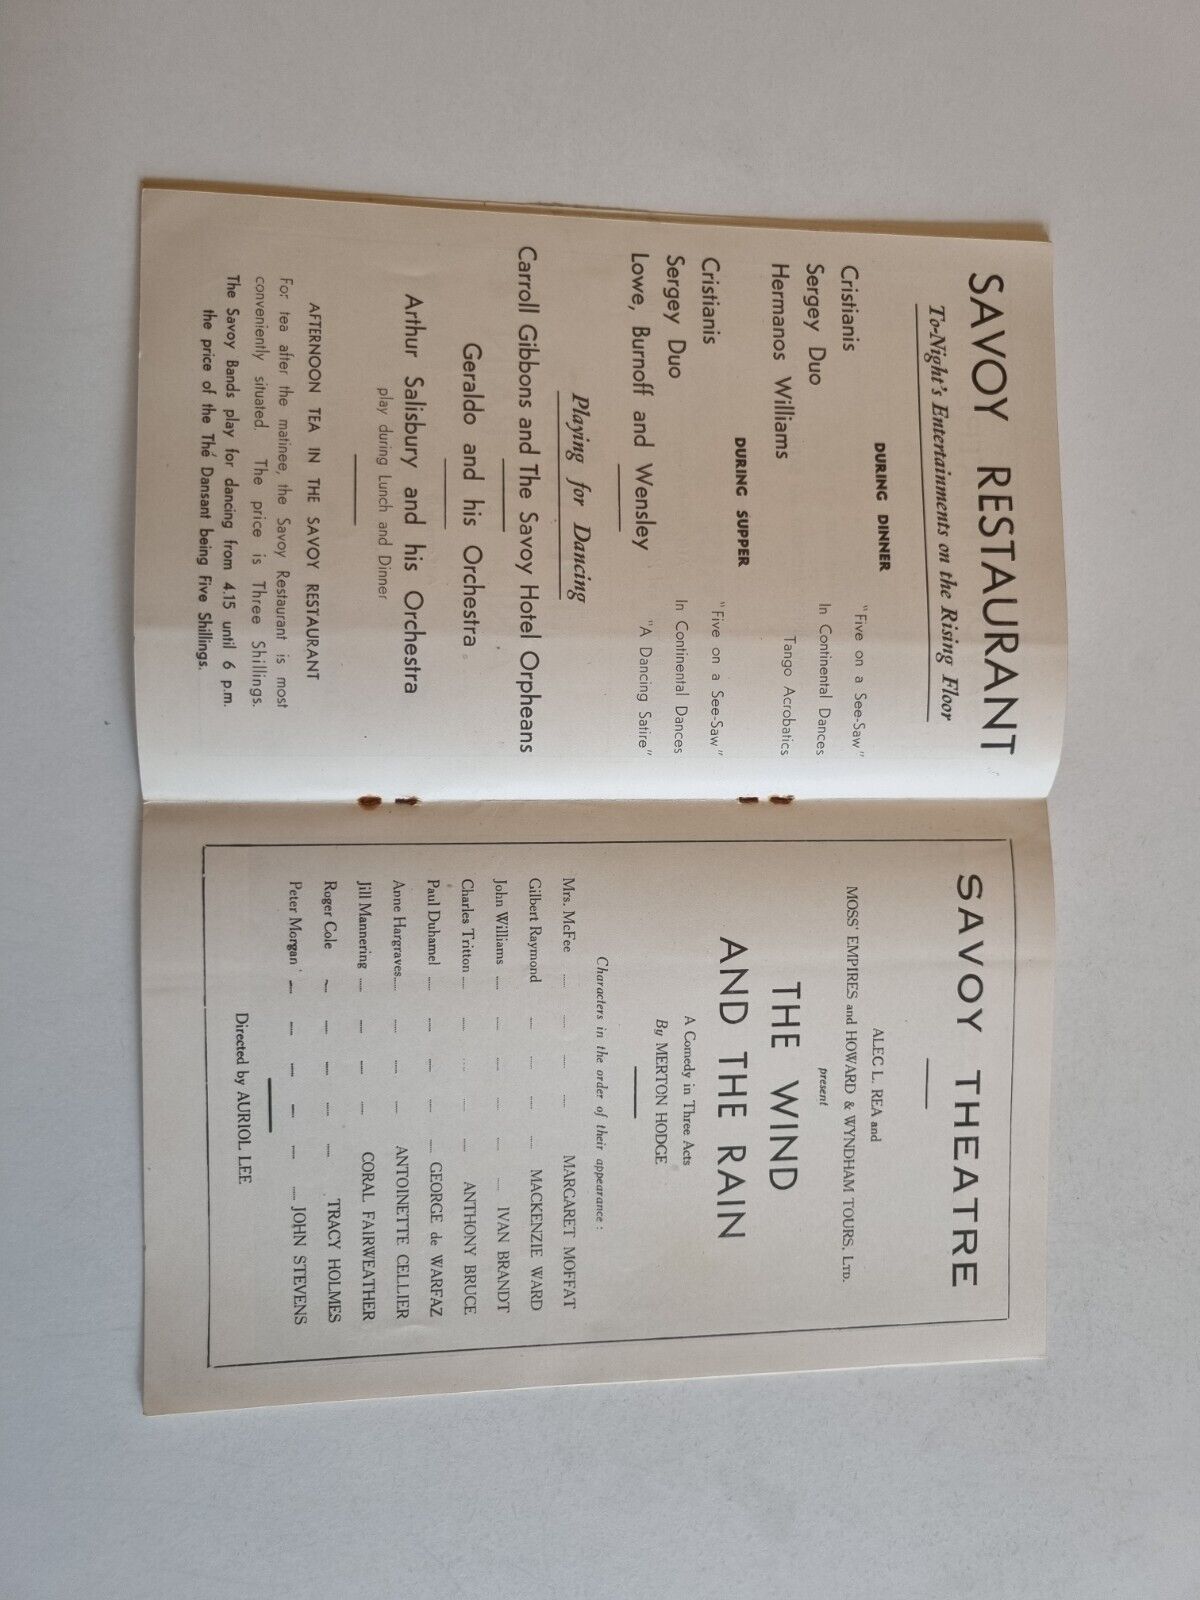 SAVOY RESTAURANT
To-Night's Entertainments on the Rising Floor
DURING DINNER
Cristianis "Five on a See-Saw"
Sergey Duo In Continental Dances
Hermanos Williams Tango Acrobatics
DURING SUPPER
Cristianis "Five on a See-Saw"
Sergey Duo In Continental Dances
Lowe, Burnoff and Wensley "A Dancing Satire"
Playing for Dancing
Carroll Gibbons and The Savoy Hotel Orpheans
Geraldo and his Orchestra
Arthur Salisbury and his Orchestra
play during Lunch and Dinner
AFTERNOON TEA IN THE SAVOY RESTAURANT
For tea after the matinee, the Savoy Restaurant is most
conveniently situated. The price is Three Shillings.
The Savoy Bands play for dancing from 4.15 until 6 p.m.
the price of the Thé Dansant being Five Shillings.
SAVOY THEATRE
ALEC L. REA and
MOSS' EMPIRES and HOWARD & WYNDHAM TOURS, LTD.
present
THE WIND
AND THE RAIN
A Comedy in Three Acts
By MERTON HODGE
Characters in the order of their appearance :
Mrs. McFee ..... ..... ..... ..... MARGARET MOFFAT
Gilbert Raymond ..... ..... ..... ..... MACKENZIE WARD
John Williams ..... ..... ..... ..... ..... ..... IVAN BRANDT
Charles Tritton ..... ..... ..... ..... ..... ANTHONY BRUCE
Paul Duhamel ..... ..... ..... ..... ..... GEORGE de WARFAZ
Anne Hargraves ..... ..... ..... ..... ANTOINETTE CELLIER
Jill Mannering ..... ..... ..... ..... CORAL FAIRWEATHER
Roger Cole ..... ..... ..... ..... ..... TRACY HOLMES
Peter Morgan ..... ..... ..... ..... ..... ..... JOHN STEVENS
Directed by AURIOL LEE